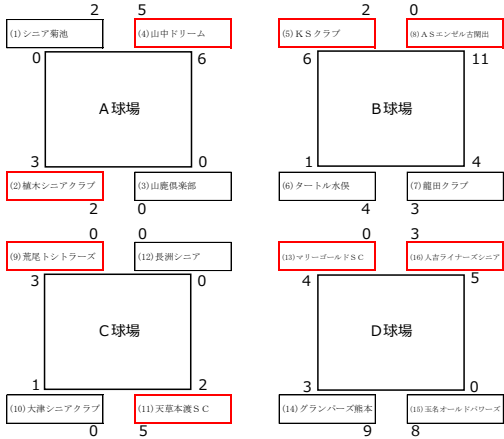 2 5 2 0
(1)シニア菊池 (4)山中ドリーム (5)KSクラブ (8)ASエンゼル古閑出
0 6 6 11
A球場 B球場
3 0 1 4
(2)植木シニアクラブ (3)山鹿倶楽部 (6)タートル水俣 (7)龍田クラブ
2 0 4 3
0 0 0 3
(9)荒尾トシトラーズ (12)長洲シニア (13)マリーゴールドSC (16)人吉ライナーズシニア
3 0 4 5
C球場 D球場
1 2 3 0
(10)大津シニアクラブ (11)天草本渡SC (14)グランパーズ熊本 (15)玉名オールドパワーズ
0 5 9 8